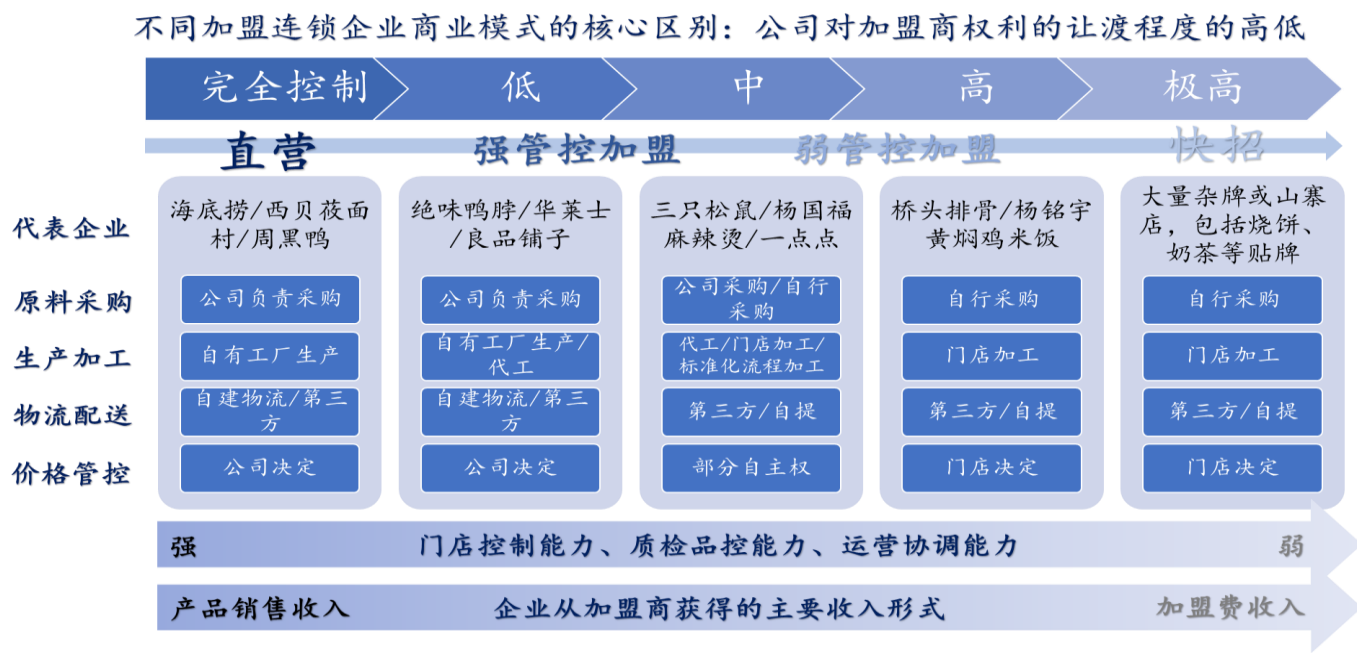 不同加盟连锁企业商业模式的核心区别：公司对加盟商权利的让渡程度的高低
完全控制
低
中
高
极高
直营
强管控加盟
弱管控加盟
快招
代表企业
海底捞/西贝莜面
村/周黑鸭
绝味鸭脖/华莱士
/良品铺子
三只松鼠/杨国福
麻辣烫/一点点
桥头排骨/杨铭宇
黄焖鸡米饭
大量杂牌或山寨
店，包括烧饼、
奶茶等贴牌
原料采购
公司负责采购
公司负责采购
公司采购/自行
采购
自行采购
自行采购
生产加工
自有工厂生产
自有工厂生产/
代工
代工/门店加工/
标准化流程加工
门店加工
门店加工
物流配送
自建物流/第三
方
自建物流/第三
方
第三方/自提
第三方/自提
第三方/自提
价格管控
公司决定
公司决定
部分自主权
门店决定
门店决定
强
门店控制能力、质检品控能力、运营协调能力
弱
产品销售收入
企业从加盟商获得的主要收入形式
加盟费收入